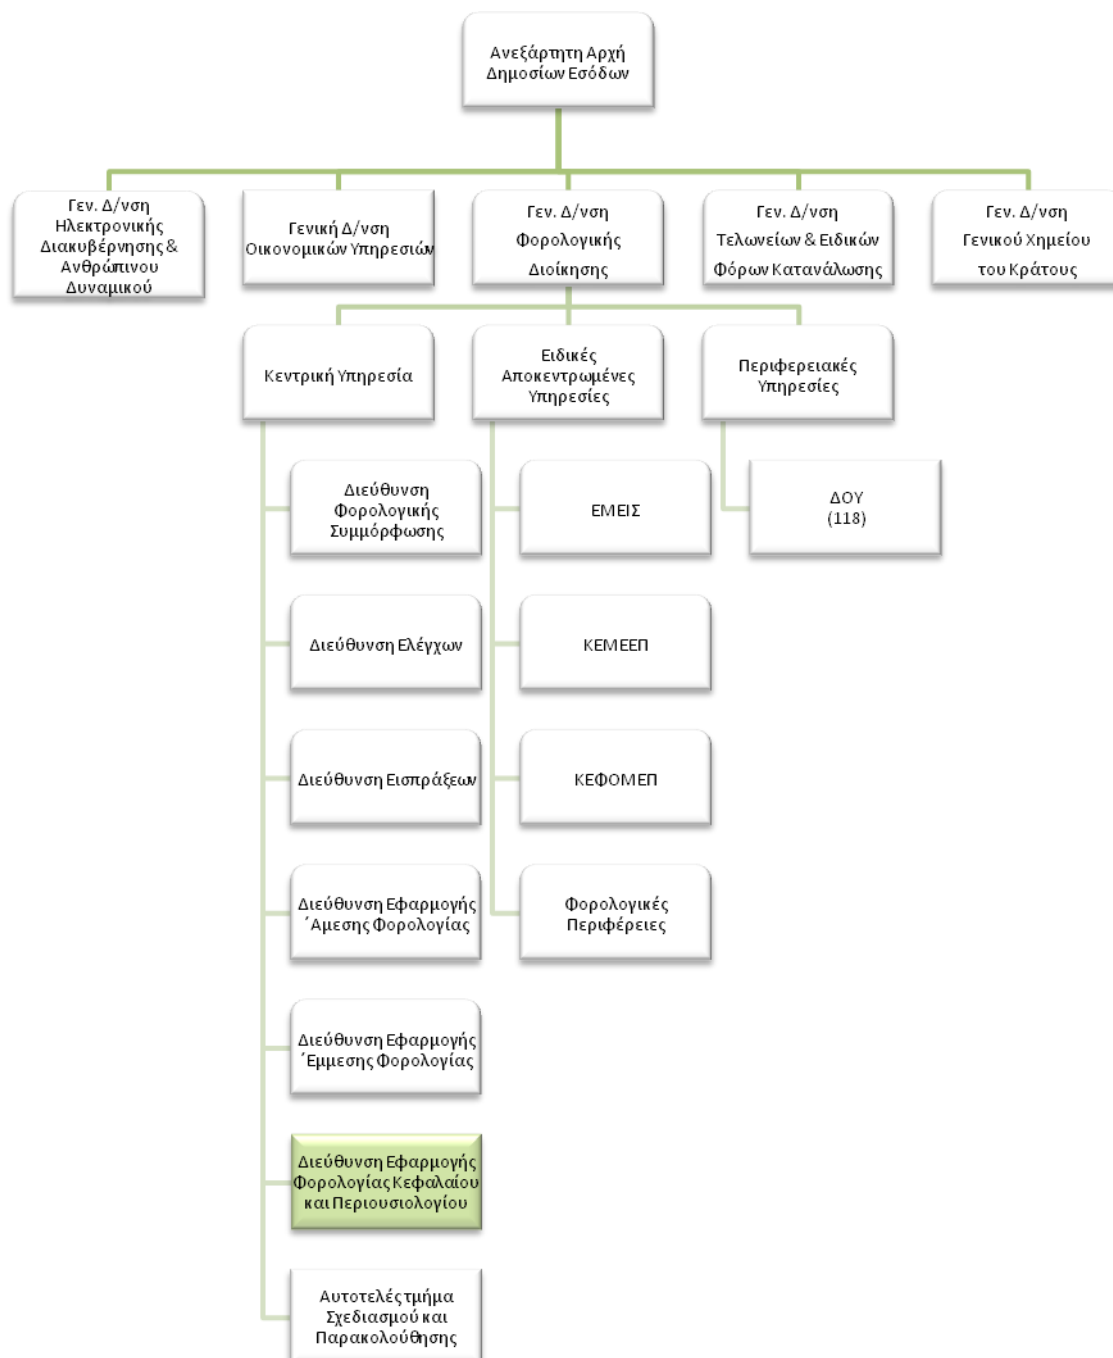 Ανεξάρτητη Αρχή
Δημοσίων Εσόδων
Γεν. Δ/νση
Ηλεκτρονικής
Διακυβέρνησης &
Ανθρώπινου
Δυναμικού
Γενική Δ/νση
Οικονομικών Υπηρεσιών
Γεν. Δ/νση
Φορολογικής
Διοίκησης
Γεν. Δ/νση
Τελωνείων & Ειδικών
Φόρων Κατανάλωσης
Γεν. Δ/νση
Γενικού Χημείου
του Κράτους
Κεντρική Υπηρεσία
Ειδικές
Αποκεντρωμένες
Υπηρεσίες
Περιφερειακές
Υπηρεσίες
Διεύθυνση
Φορολογικής
Συμμόρφωσης
ΕΜΕΙΣ
ΔΟΥ
(118)
Διεύθυνση Ελέγχων
ΚΕΜΕΕΠ
Διεύθυνση Εισπράξεων
ΚΕΦΟΜΕΠ
Διεύθυνση Εφαρμογής
΄Αμεσης Φορολογίας
Φορολογικές
Περιφέρειες
Διεύθυνση Εφαρμογής
΄Εμμεσης Φορολογίας
Διεύθυνση Εφαρμογής
Φορολογίας Κεφαλαίου
και Περιουσιολογίου
Αυτοτελές τμήμα
Σχεδιασμού και
Παρακολούθησης